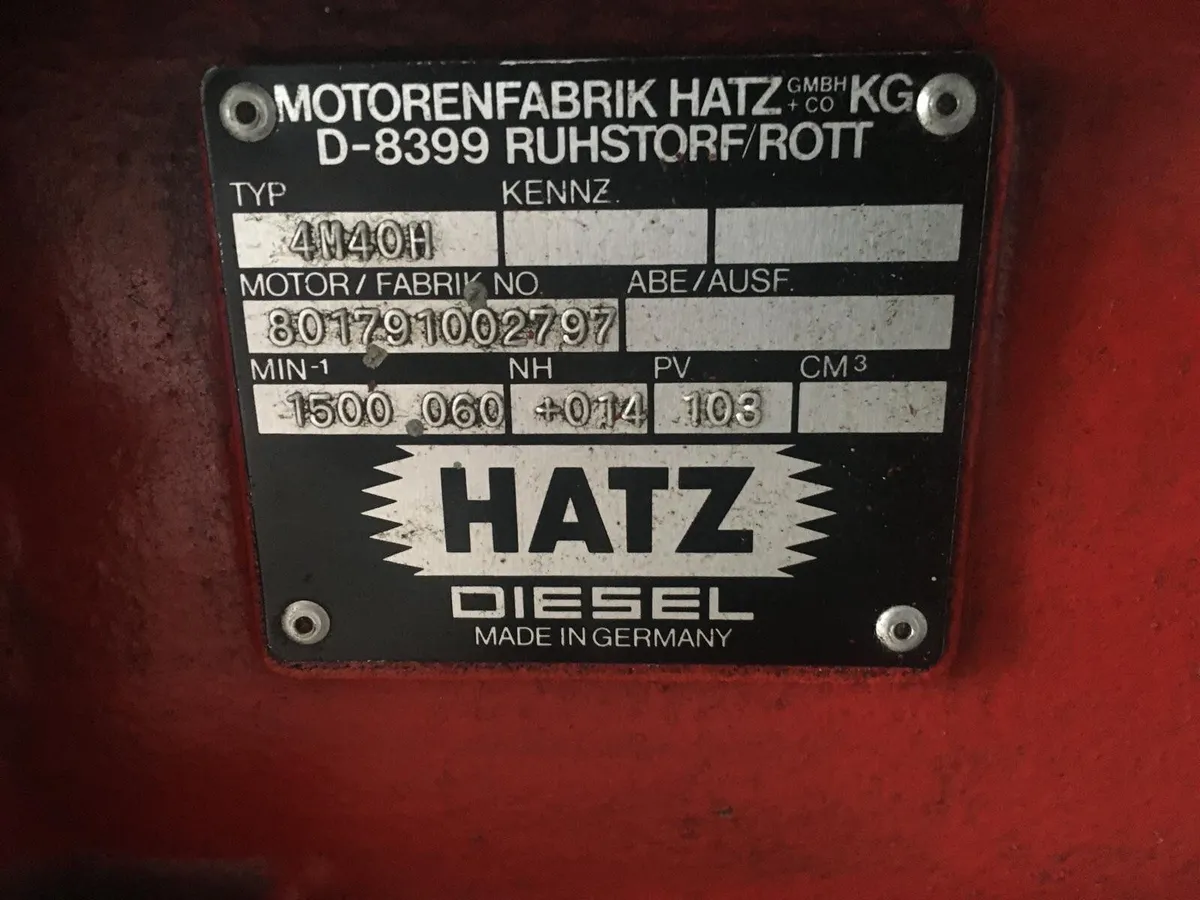 MOTORENFABRIK HATZ GMBH + CO KG
D-8399 RUHSTORF/ROTT
TYP KENNZ.
4M40H
MOTOR/FABRIK NO. ABE/AUSF.
801791002797
MIN-1 NH PV CM3
1500 060 +014 103
HATZ
DIESEL
MADE IN GERMANY